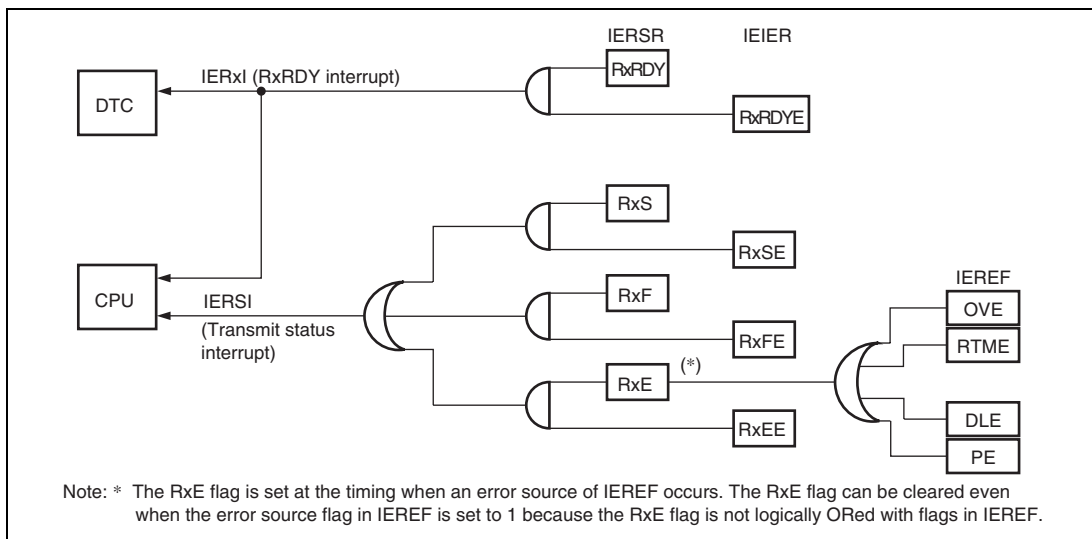 IERSR IEIER
IERxI (RxRDY interrupt)
RxRDY
DTC
RxRDYE
RxS
RxSE
IEREF
CPU
IERSI
RxF
OVE
(Transmit status
interrupt)
RxFE
RTME
(*)
RxE
DLE
RxEE
PE
Note: * The RxE flag is set at the timing when an error source of IEREF occurs. The RxE flag can be cleared even
when the error source flag in IEREF is set to 1 because the RxE flag is not logically ORed with flags in IEREF.